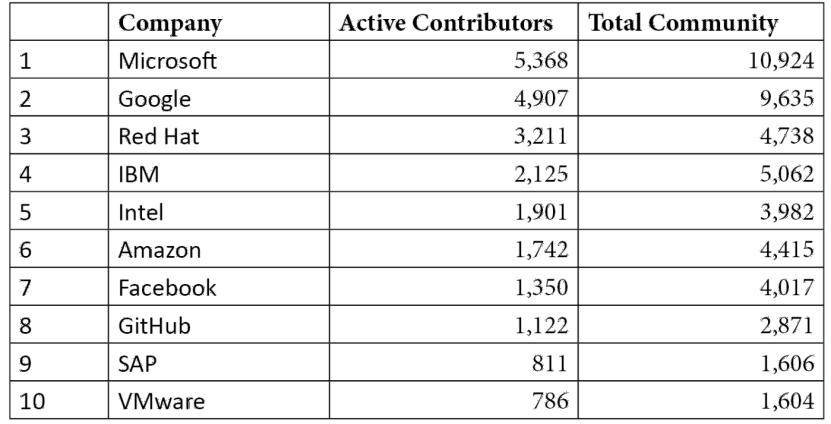 Company Active Contributors Total Community
1 Microsoft 5,368 10,924
2 Google 4,907 9,635
3 Red Hat 3,211 4,738
4 IBM 2,125 5,062
5 Intel 1,901 3,982
6 Amazon 1,742 4,415
7 Facebook 1,350 4,017
8 GitHub 1,122 2,871
9 SAP 811 1,606
10 VMware 786 1,604